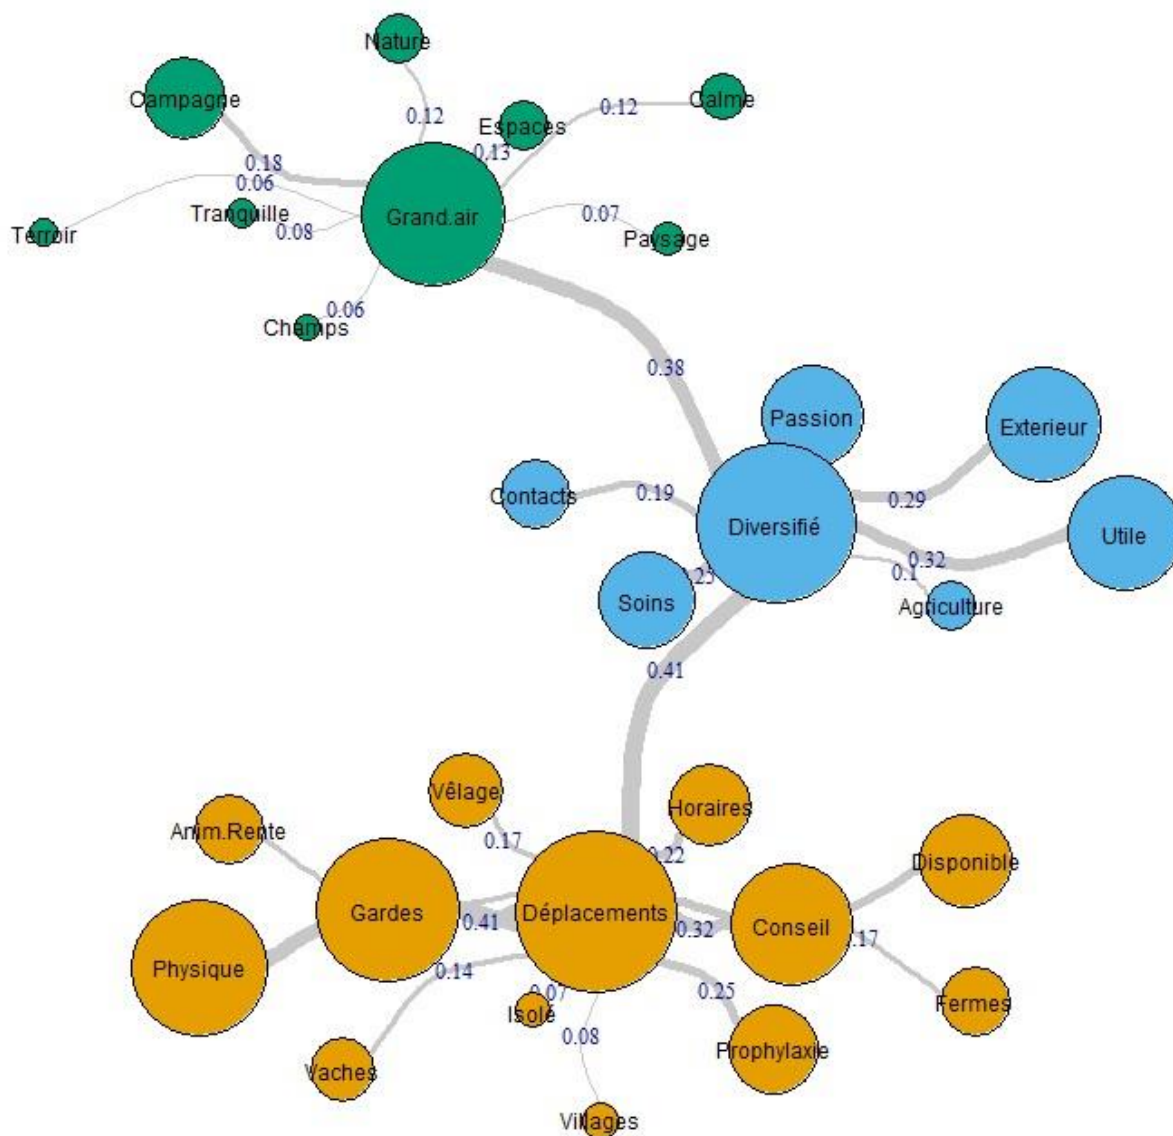 Nature
Campagne
Calme
0.12
0.12
Espaces
0.13
0.18
0.06
Tranquille
Grand.air
0.07
Terroir
0.08
Paysage
0.06
Champs
0.38
Passion
Exterieur
Contacts
0.19
0.29
Diversifié
Utile
0.32
0.1
Soins
Agriculture
0.41
Vêlage
Horaires
Anim.Rente
0.17
0.22
Disponible
Gardes
0.41
Déplacements
0.32
Conseil
Physique
0.14
0.07
0.25
Isolé
Fermes
0.08
Prophylaxie
Vaches
Villages